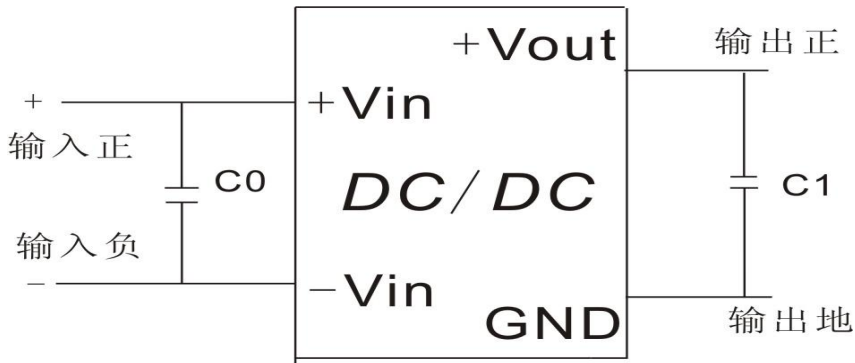 +Vout
输出正
+
+Vin
输入正
C0
DC/DC
C1
输入负
−
−Vin
GND
输出地